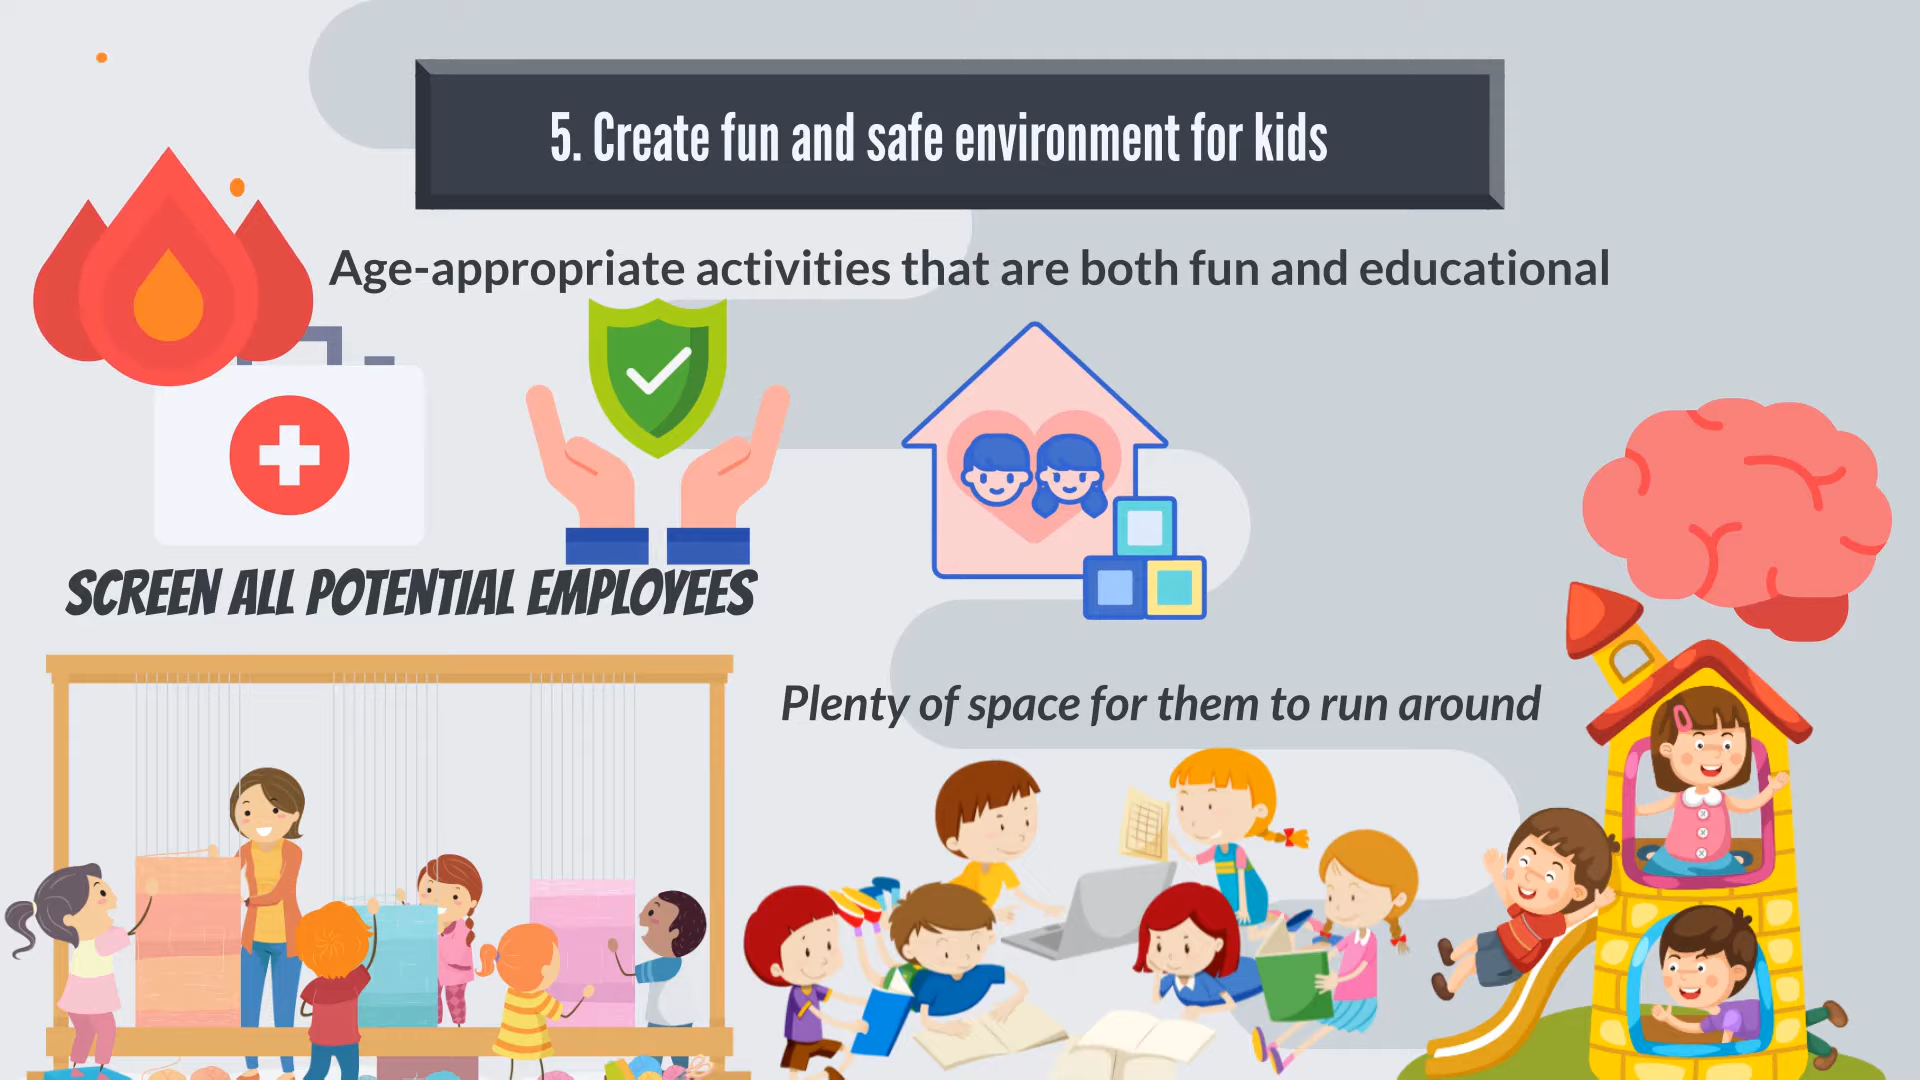 5. Create fun and safe environment for kids
Age-appropriate activities that are both fun and educational
SCREEN ALL POTENTIAL EMPLOYEES
Plenty of space for them to run around